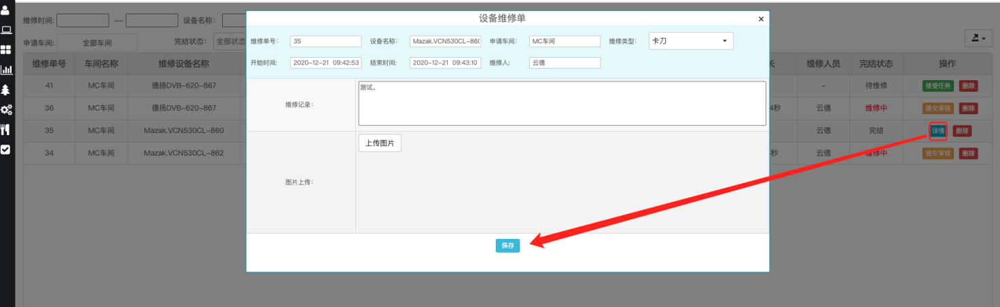 设备维修单 ×
维修时间: -- 设备名称:
维修单号: 35 设备名称: Mazak.VCN530CL-86 申请车间: MC车间 维修类型: 卡刀
申请车间: 全部车间 完结状态: 全部状态
开始时间: 2020-12-21 09:42:53 结束时间: 2020-12-21 09:43:10 维修人: 云德
维修单号 车间名称 维修设备名称 长 维修人员 完结状态 操作
41 MC车间 德扬DVB-620-867 - 待维修 接受任务 删除
36 MC车间 德扬DVB-620-867 4秒 云德 维修中 提交审核 删除
35 MC车间 Mazak.VCN530CL-860 云德 完结 详情 删除
34 MC车间 Mazak.VCN530CL-862 秒 云德 维修中 提交审核 删除
维修记录: 测试。
图片上传: 上传图片
保存